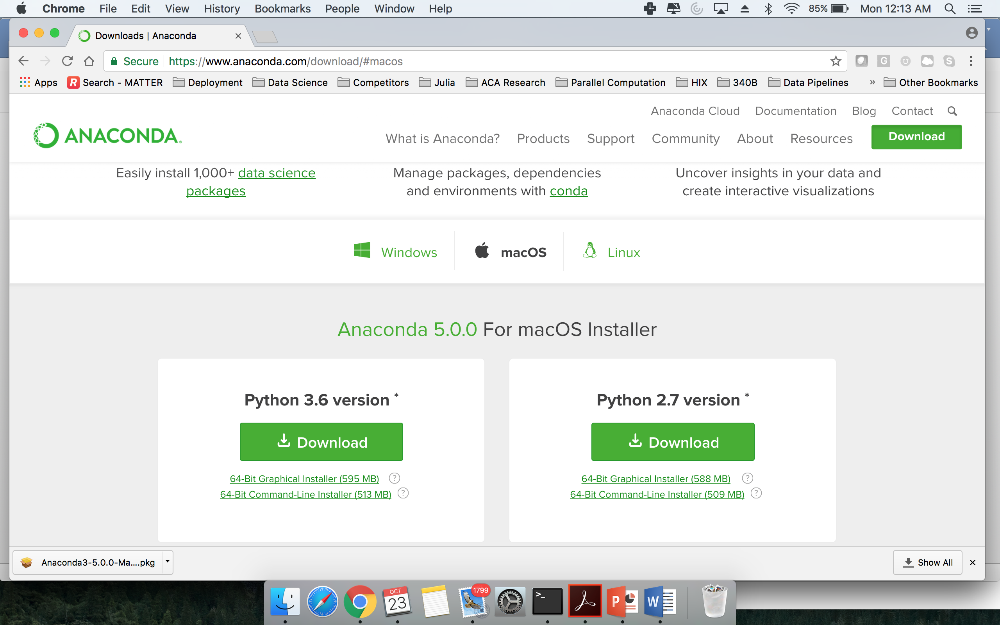 Chrome File Edit View History Bookmarks People Window Help 85% Mon 12:13 AM
Downloads | Anaconda
Secure https://www.anaconda.com/download/#macos
Apps Search - MATTER Deployment Data Science Competitors Julia ACA Research Parallel Computation HIX 340B Data Pipelines » Other Bookmarks
Anaconda Cloud Documentation Blog Contact
ANACONDA® What is Anaconda? Products Support Community About Resources Download
Easily install 1,000+ data science
packages
Manage packages, dependencies
and environments with conda
Uncover insights in your data and
create interactive visualizations
Windows macOS Linux
Anaconda 5.0.0 For macOS Installer
Python 3.6 version *
Download
64-Bit Graphical Installer (595 MB) ?
64-Bit Command-Line Installer (513 MB) ?
Python 2.7 version *
Download
64-Bit Graphical Installer (588 MB) ?
64-Bit Command-Line Installer (509 MB) ?
Anaconda3-5.0.0-Ma....pkg
Show All
OCT
23
1799
>_
P
W